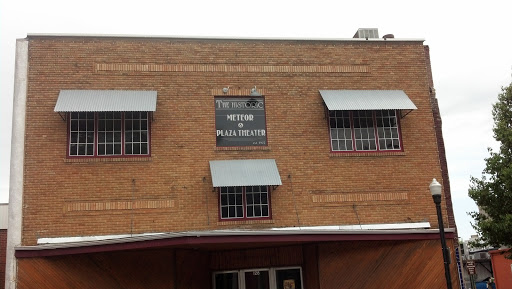 The Historic
Meteor
&
Plaza Theater